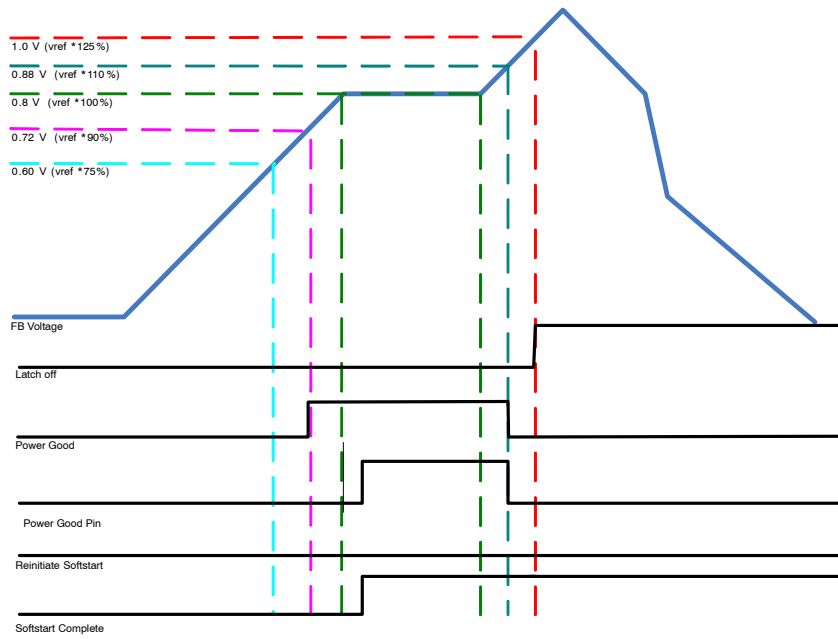 1.0 V (vref *125%)
0.88 V (vref *110%)
0.8 V (vref *100%)
0.72 V (vref *90%)
0.60 V (vref *75%)
FB Voltage
Latch off
Power Good
Power Good Pin
Reinitiate Softstart
Softstart Complete